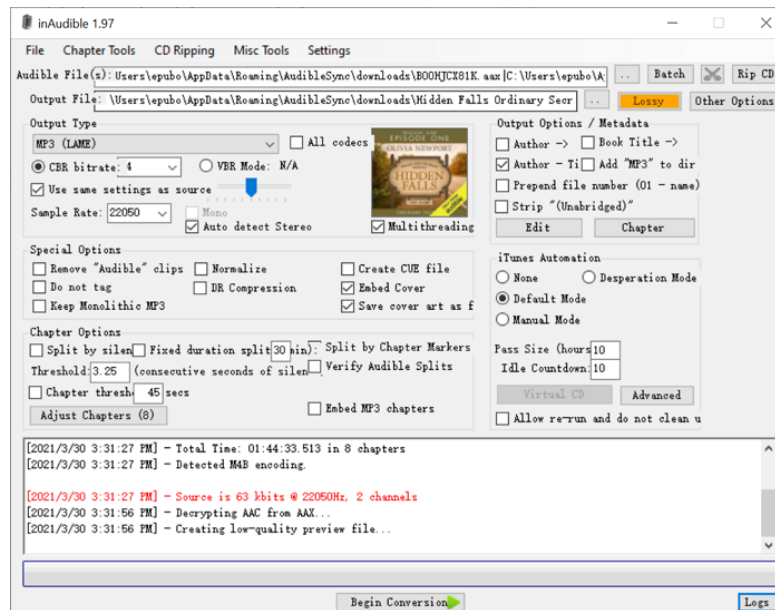 inAudible 1.97
File Chapter Tools CD Ripping Misc Tools Settings
Audible File(s): Users\epubo\AppData\Roaming\AudibleSync\downloads\B00HJCX81K.aax|C:\Users\epubo\A .. Batch Rip CD
Output File: \Users\epubo\AppData\Roaming\AudibleSync\downloads\Hidden Falls Ordinary Secr .. Lossy Other Options
Output Type
MP3 (LAME) All codecs
CBR bitrate: 4 VBR Mode: N/A
Use same settings as source
Sample Rate: 22050 Mono
Auto detect Stereo Multithreading
EPISODE ONE
OLIVIA NEWPORT
HIDDEN
FALLS
Output Options / Metadata
Author -> Book Title ->
Author - Ti Add "MP3" to dir
Prepend file number (01 - name)
Strip "(Unabridged)"
Edit Chapter
Special Options
Remove "Audible" clips Normalize Create CUE file
Do not tag DR Compression Embed Cover
Keep Monolithic MP3 Save cover art as f
iTunes Automation
None Desperation Mode
Default Mode
Manual Mode
Pass Size (hours 10
Idle Countdown: 10
Virtual CD Advanced
Allow re-run and do not clean u
Chapter Options
Split by silen Fixed duration split 30 min): Split by Chapter Markers
Threshold: 3.25 (consecutive seconds of silen Verify Audible Splits
Chapter thresh 45 secs
Adjust Chapters (8) Embed MP3 chapters
[2021/3/30 3:31:27 PM] - Total Time: 01:44:33.513 in 8 chapters
[2021/3/30 3:31:27 PM] - Detected M4B encoding.
[2021/3/30 3:31:27 PM] - Source is 63 kbits @ 22050Hz, 2 channels
[2021/3/30 3:31:56 PM] - Decrypting AAC from AAX...
[2021/3/30 3:31:56 PM] - Creating low-quality preview file...
Begin Conversion Logs